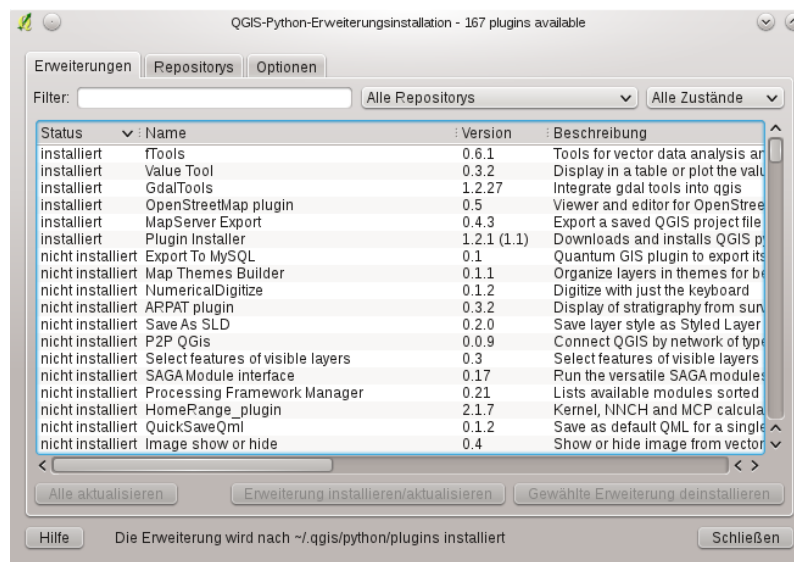 QGIS-Python-Erweiterungsinstallation - 167 plugins available
Erweiterungen Repositorys Optionen
Filter: Alle Repositorys Alle Zustände
Status Name Version Beschreibung
installiert fTools 0.6.1 Tools for vector data analysis
installiert Value Tool 0.3.2 Display in a table or plot the
installiert GdalTools 1.2.27 Integrate gdal tools into qgis
installiert OpenStreetMap plugin 0.5 Viewer and editor for
installiert MapServer Export 0.4.3 Export a saved QGIS project file
installiert Plugin Installer 1.2.1 (1.1) Downloads and installs QGIS
nicht installiert Export To MySQL 0.1 Quantum GIS plugin to export its
nicht installiert Map Themes Builder 0.1.1 Organize layers in themes for
nicht installiert NumericalDigitize 0.1.2 Digitize with just the keyboard
nicht installiert ARPAT plugin 0.3.2 Display of stratigraphy from
nicht installiert Save As SLD 0.2.0 Save layer style as Styled Layer
nicht installiert P2P QGis 0.0.9 Connect QGIS by network of
nicht installiert Select features of visible layers 0.3 Select features of visible layers
nicht installiert SAGA Module interface 0.17 Run the versatile SAGA modules
nicht installiert Processing Framework Manager 0.21 Lists available modules sorted
nicht installiert HomeRange_plugin 2.1.7 Kernel, NNCH and MCP
nicht installiert QuickSaveQml 0.1.2 Save as default QML for a single
nicht installiert Image show or hide 0.4 Show or hide image from vector
Alle aktualisieren Erweiterung installieren/aktualisieren Gewählte Erweiterung deinstallieren
Hilfe Die Erweiterung wird nach ~/.qgis/python/plugins installiert Schließen